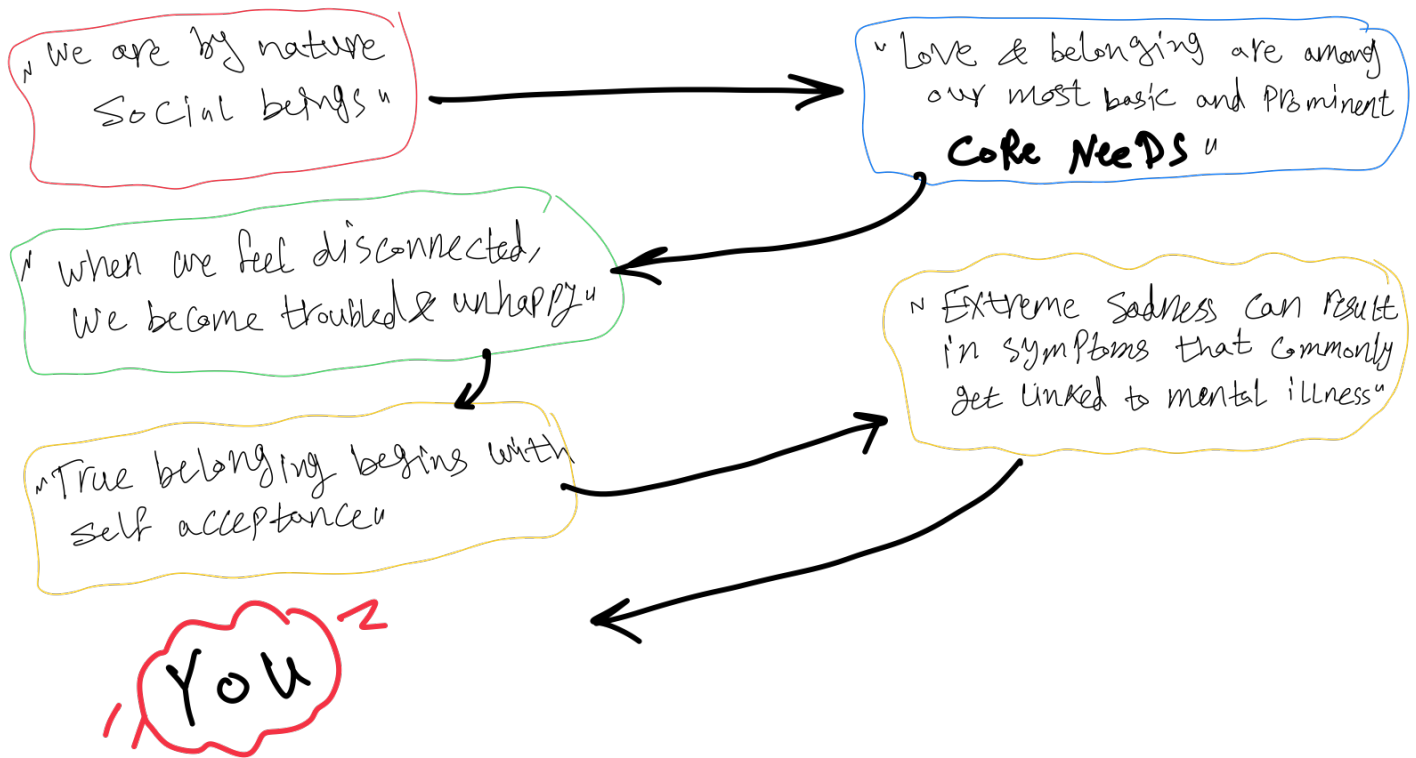 "We are by nature
social beings"
"Love & belonging are among
our most basic and prominent
CoRe NeeDS"
"when we feel disconnected,
we become troubled & unhappy"
"Extreme sadness can result
in symptoms that commonly
get linked to mental illness"
"True belonging begins with
self acceptance"
"You"